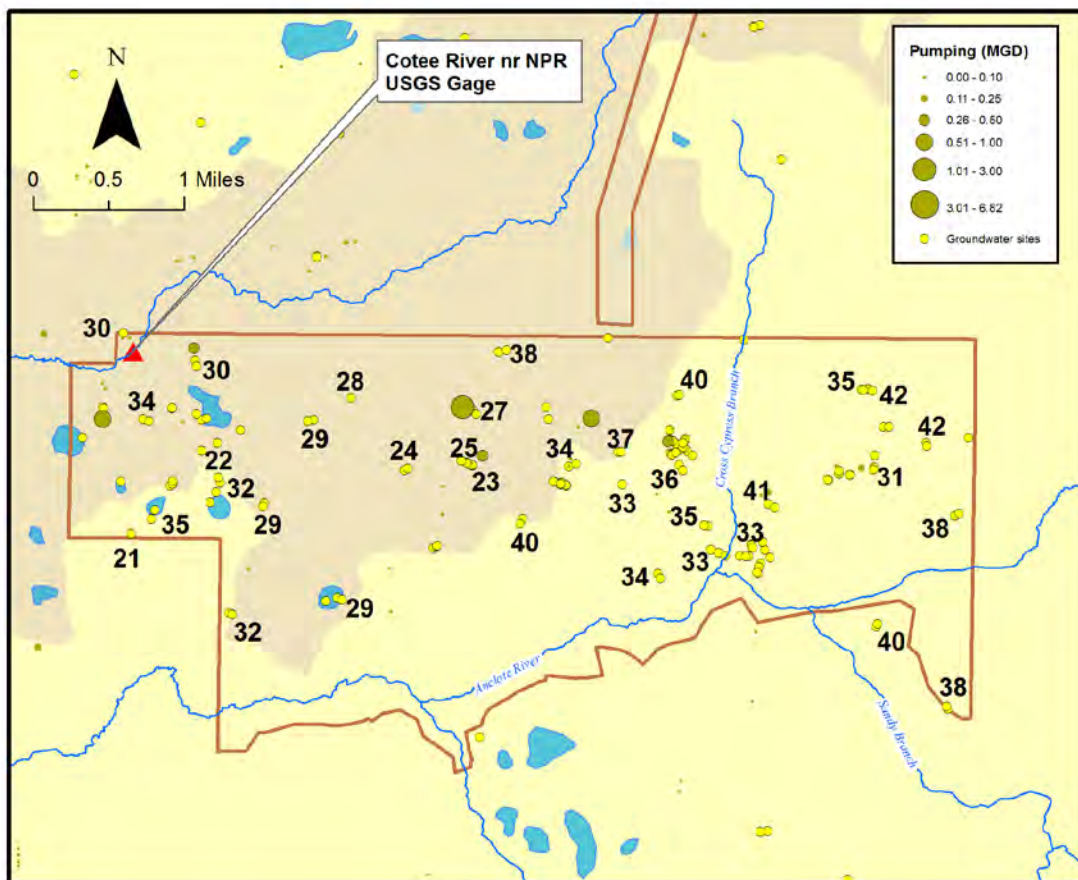 Cotee River nr NPR
USGS Gage
N
0 0.5 1 Miles
Pumping (MGD)
0.00 - 0.10
0.11 - 0.25
0.26 - 0.50
0.51 - 1.00
1.01 - 3.00
3.01 - 6.82
Groundwater sites
30
30
38
28
40
35
42
34
29
27
37
42
22
24
25
23
34
36
31
32
33
41
29
35
21
40
35
33
38
33
34
29
32
40
38
Cross Cypress Branch
Anclote River
Sandy Branch